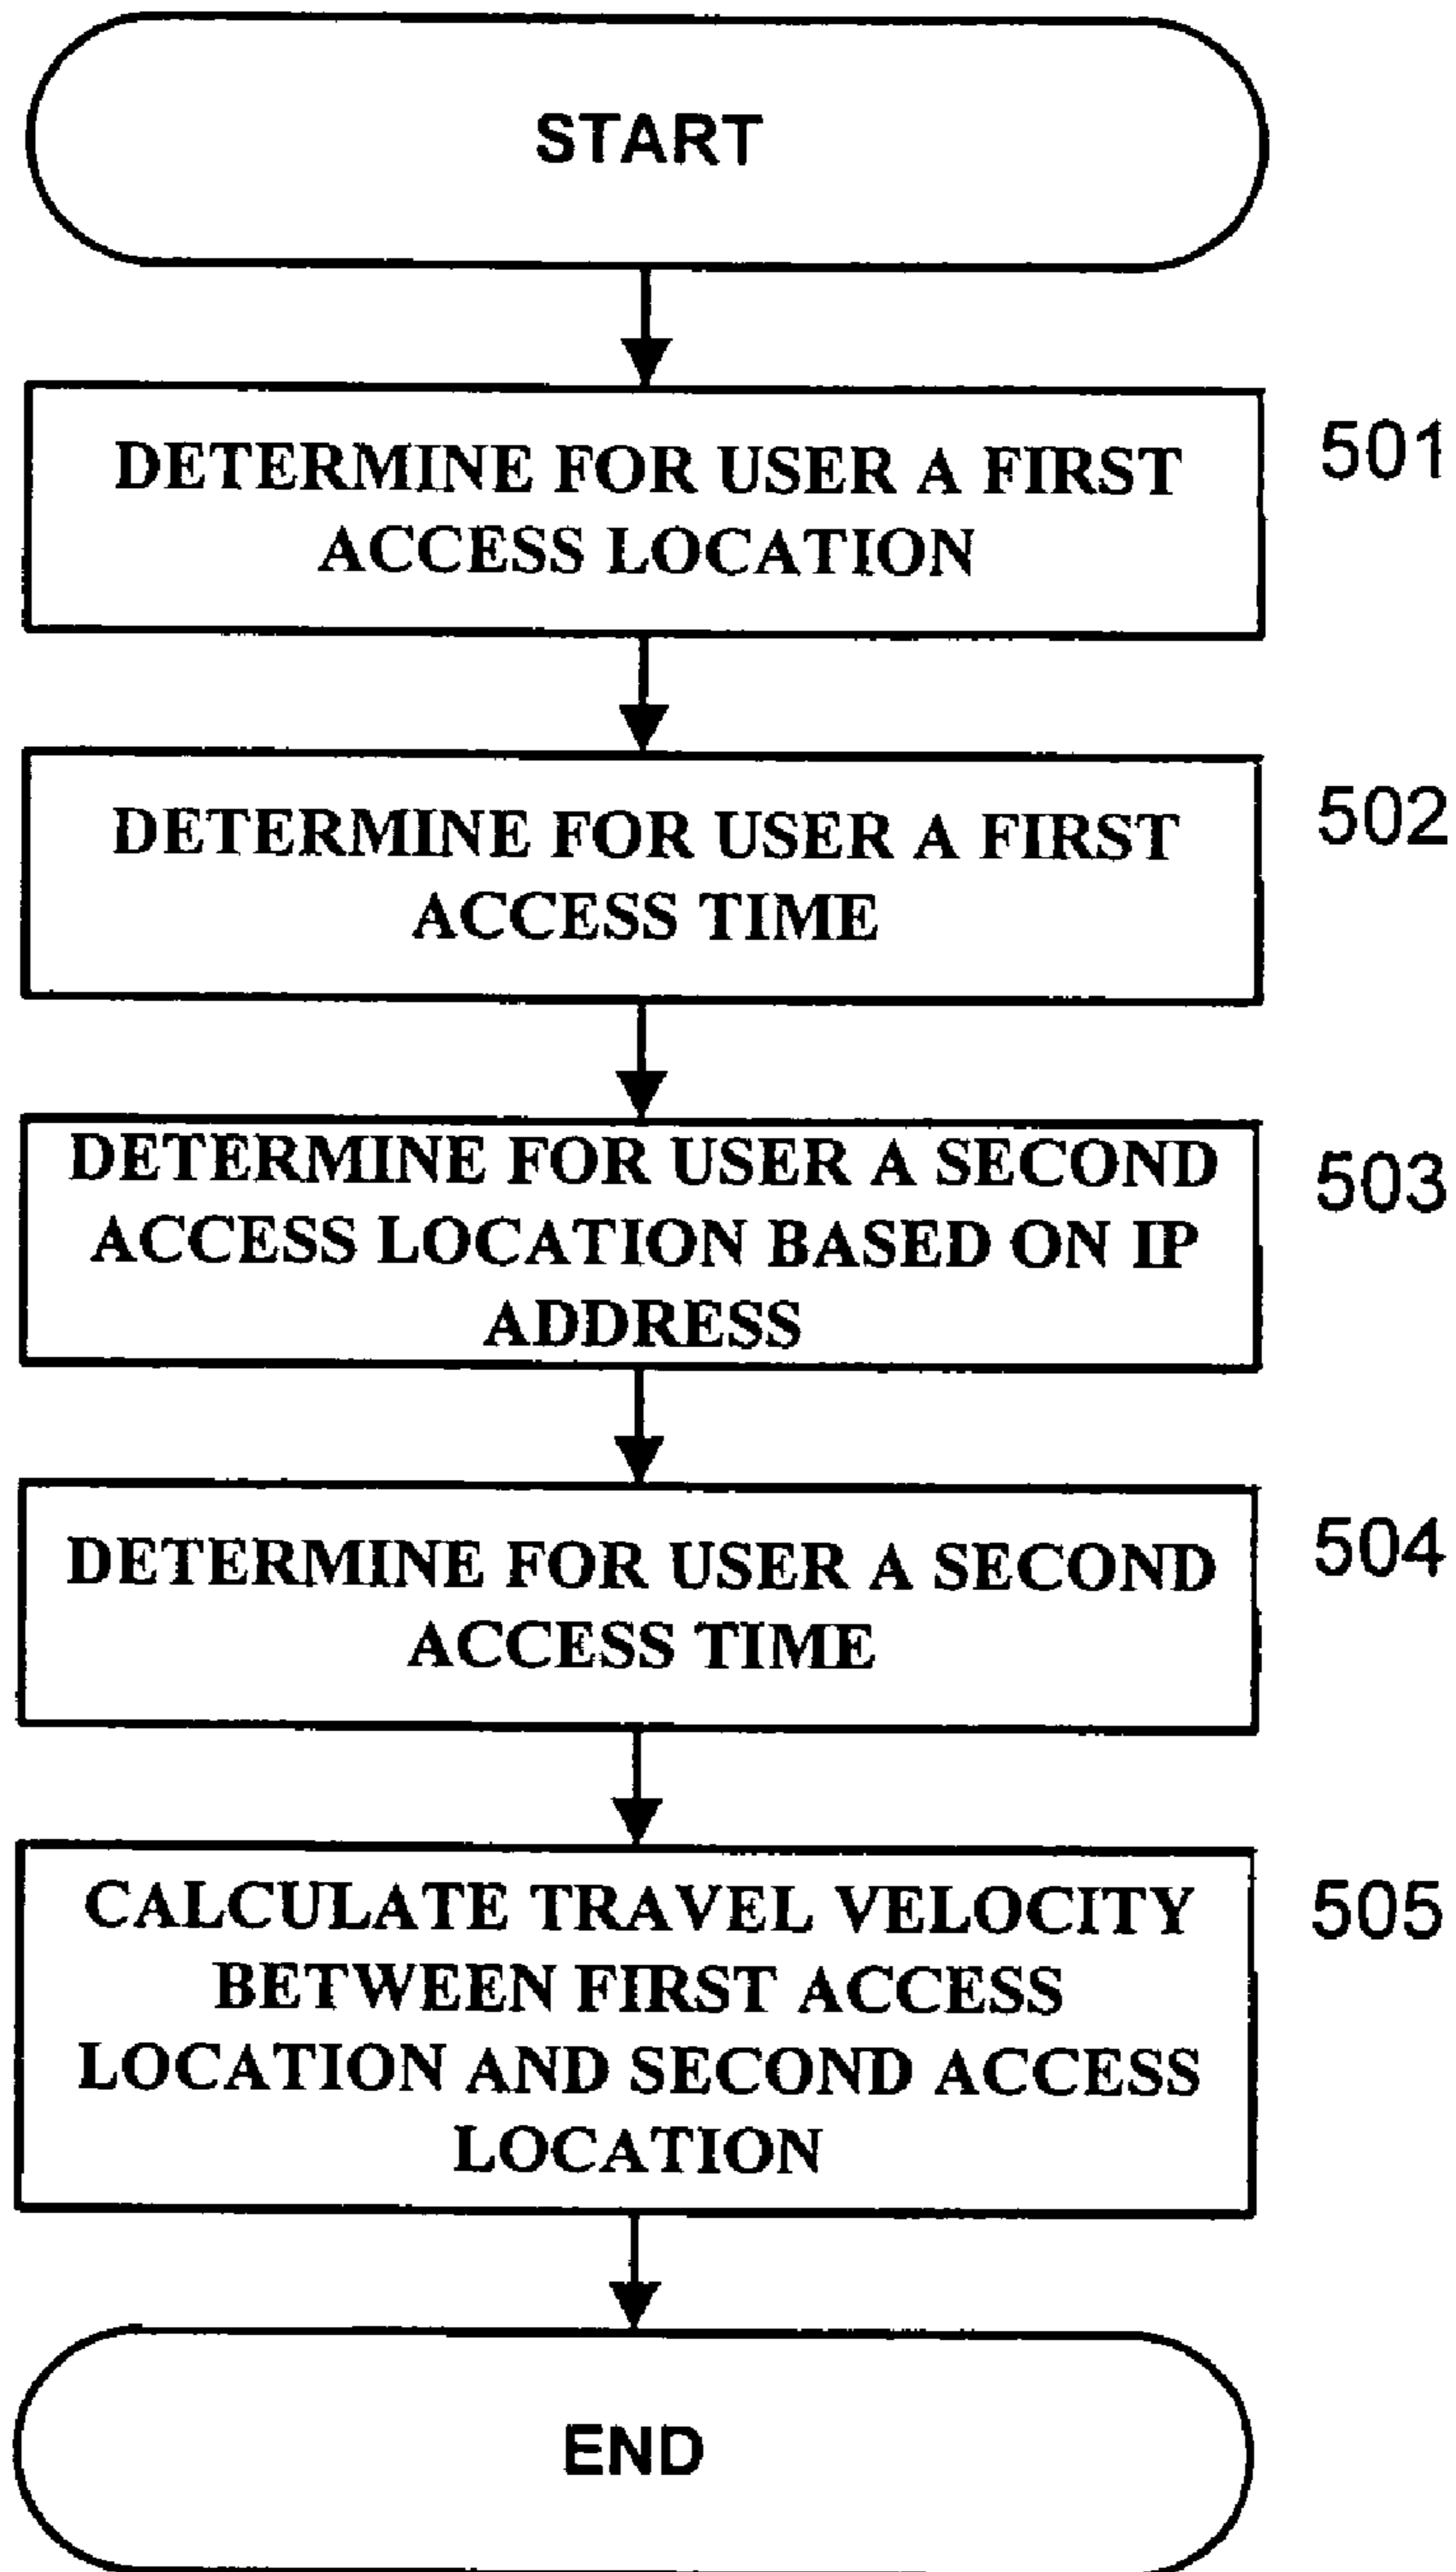 START
DETERMINE FOR USER A FIRST
ACCESS LOCATION
501
DETERMINE FOR USER A FIRST
ACCESS TIME
502
DETERMINE FOR USER A SECOND
ACCESS LOCATION BASED ON IP
ADDRESS
503
DETERMINE FOR USER A SECOND
ACCESS TIME
504
CALCULATE TRAVEL VELOCITY
BETWEEN FIRST ACCESS
LOCATION AND SECOND ACCESS
LOCATION
505
END